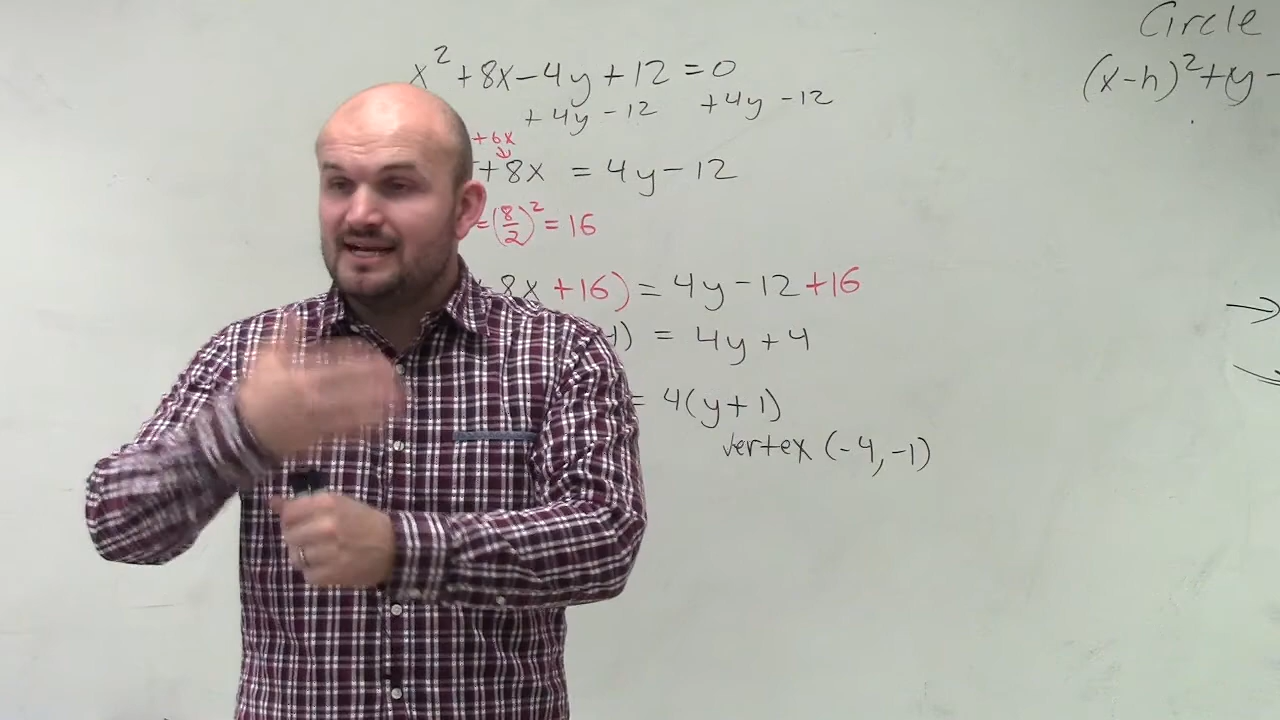 Circle
(x-h)²+(y-
x²+8x-4y+12=0
+4y-12 +4y-12
+6x
+8x = 4y-12
=(8/2)²=16
8x+16)=4y-12+16
4) = 4y+4
= 4(y+1)
vertex (-4,-1)